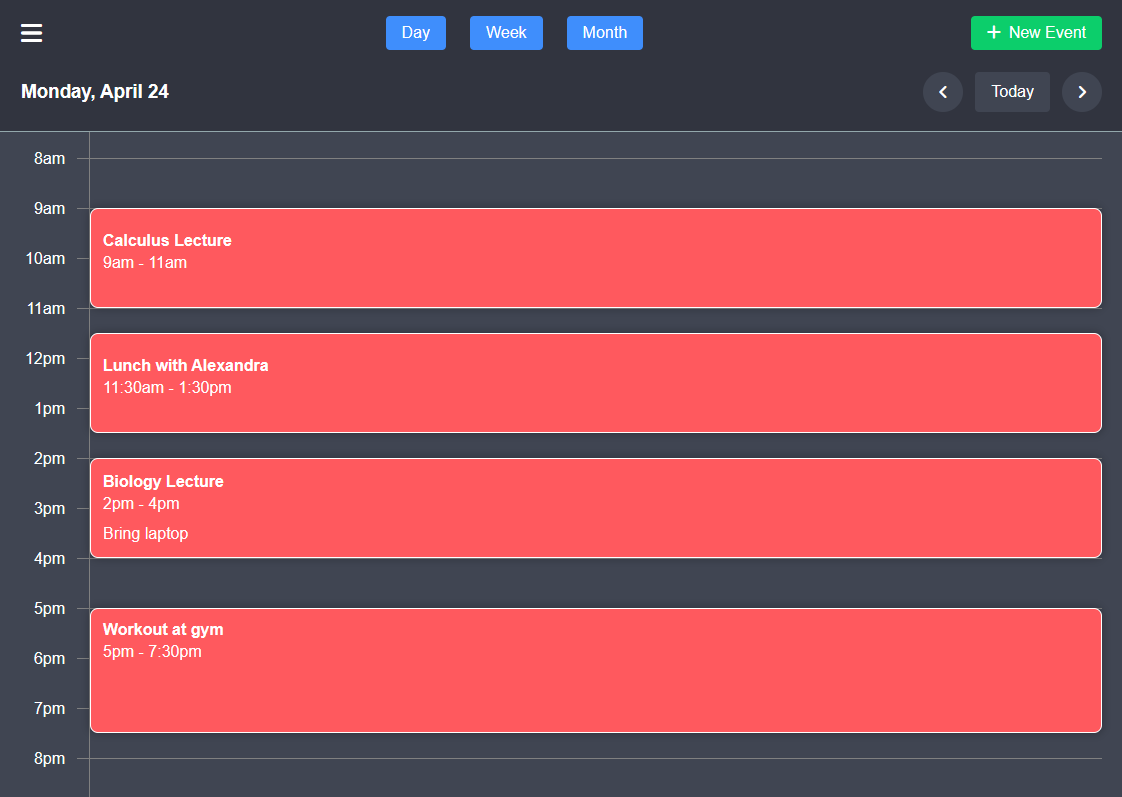 Day
Week
Month
New Event
Monday, April 24
Today
8am
9am
Calculus Lecture
9am - 11am
10am
11am
Lunch with Alexandra
11:30am - 1:30pm
12pm
1pm
2pm
Biology Lecture
2pm - 4pm
3pm
Bring laptop
4pm
5pm
Workout at gym
5pm - 7:30pm
6pm
7pm
8pm